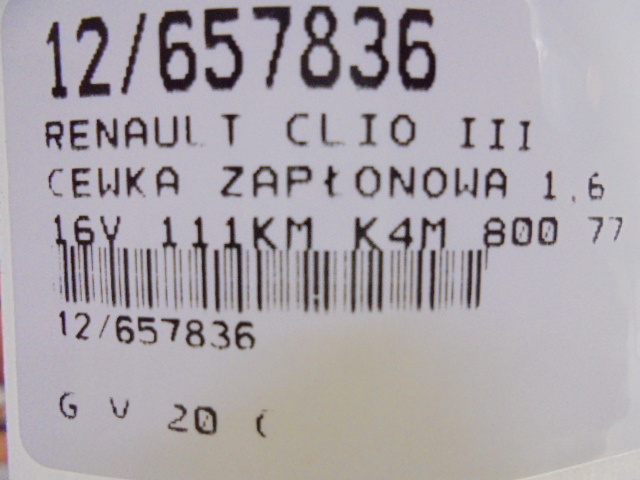 12/657836
RENAULT CLIO III
CEWKA ZAPŁONOWA 1.6
16V 111KM K4M 800 77
12/657836
G V 20 (